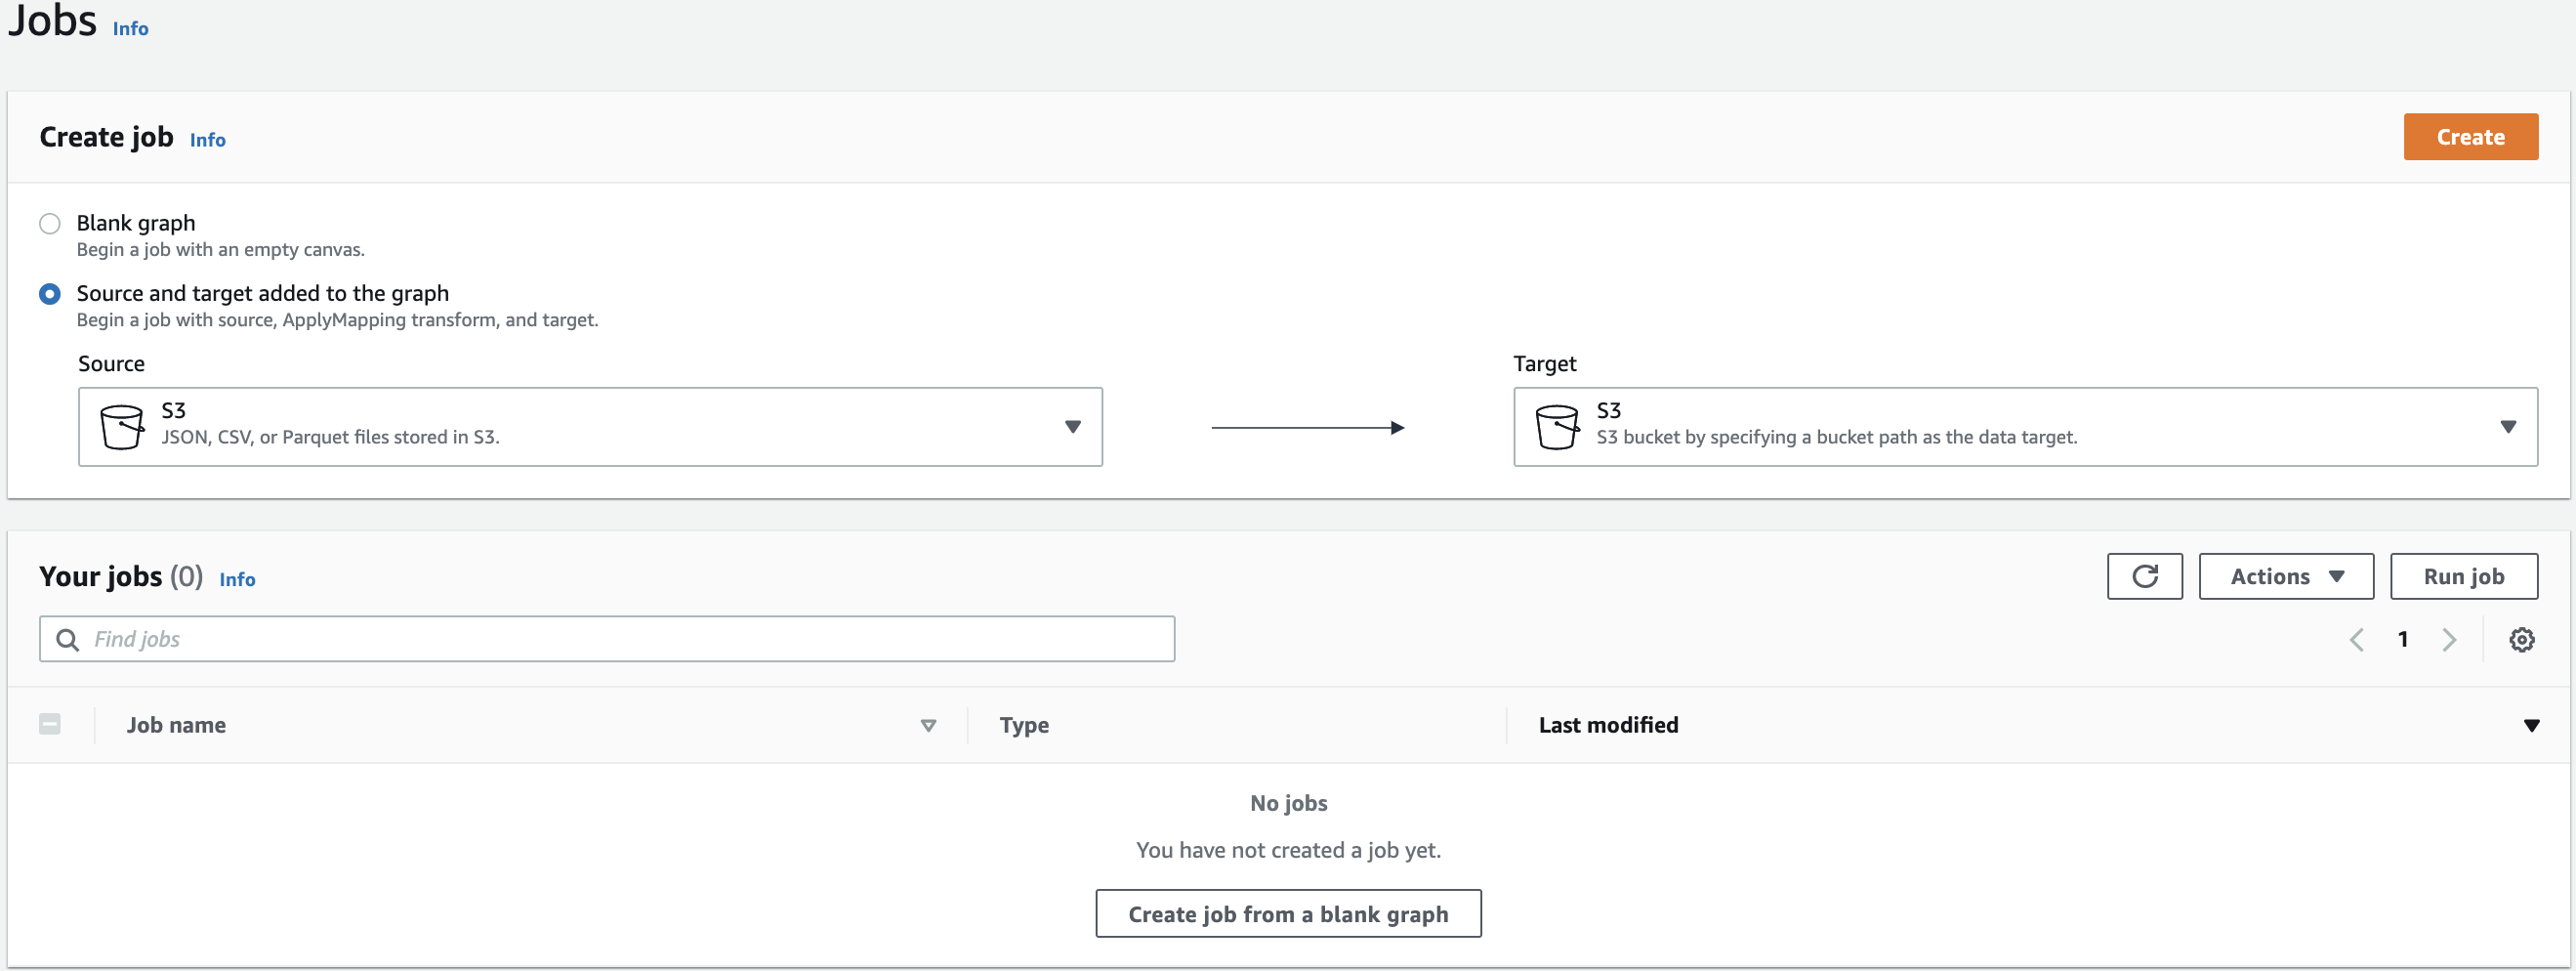 Jobs Info
Create job Info
Create
Blank graph
Begin a job with an empty canvas.
Source and target added to the graph
Begin a job with source, ApplyMapping transform, and target.
Source
Target
S3
JSON, CSV, or Parquet files stored in S3.
S3
S3 bucket by specifying a bucket path as the data target.
Your jobs (0) Info
Actions
Run job
Find jobs
1
Job name
Type
Last modified
No jobs
You have not created a job yet.
Create job from a blank graph